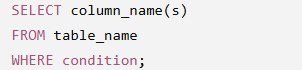 SELECT column_name(s)
FROM table_name
WHERE condition;